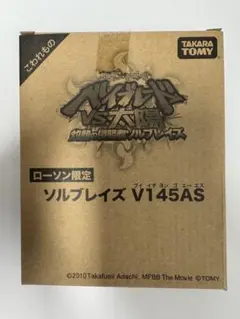 こわれもの
TAKARA
TOMY
ベイブレード
VS太陽
灼熱の侵略者ソルブレイズ
ローソン限定
ブイ イチ ヨン ゴ エー エス
ソルブレイズ V145AS
©2010 Takafumi Adachi, MFBB The Movie ©TOMY